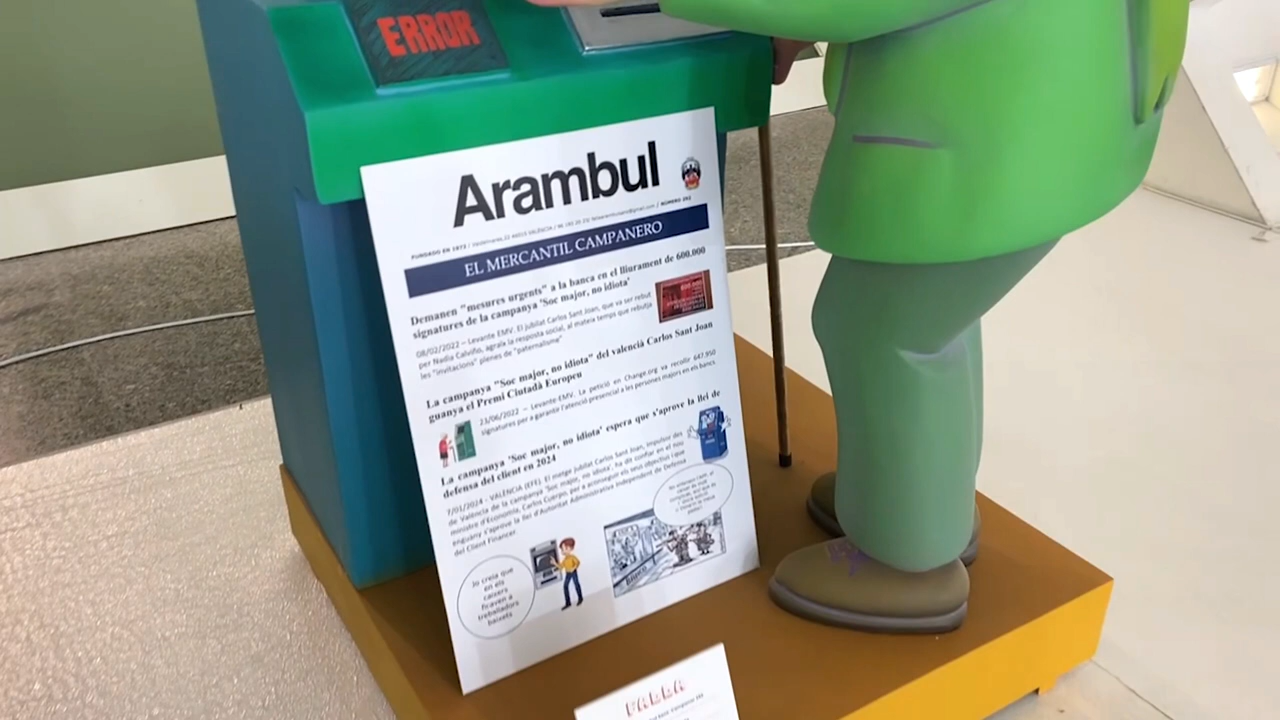 ERROR
Arambul
FUNDADO EN 1973 / 46015 VALÈNCIA / NÚMERO 292
EL MERCANTIL CAMPANERO
Demanen "mesures urgents" a la banca en el lliurament de 600.000
signatures de la campanya 'Soc major, no idiota'
08/02/2022 – Levante EMV. El jubilat Carlos Sant Joan, que va ser rebut
per Nadia Calviño, agraïa la resposta social, al mateix temps que rebutja
les "invitacions" plenes de "paternalisme"
La campanya "Soc major, no idiota" del valencià Carlos Sant Joan
guanya el Premi Ciutadà Europeu
23/06/2022 – Levante-EMV. La petició en Change.org va recollir 647.950
signatures per a garantir l'atenció presencial a les persones majors en els bancs
La campanya 'Soc major, no idiota' espera que s'aprove la llei de
defensa del client en 2024
7/01/2024 - VALÈNCIA (EFE). El metge jubilat Carlos Sant Joan, impulsor des
de València de la campanya 'Soc major, no idiota', ha dit confiar en el nou
ministre d'Economia, Carlos Cuerpo, per a aconseguir els seus objectius i que
enguany s'aprove la llei d'Autoritat Administrativa Independent de Defensa
del Client Financer.
Jo creia que
en els
caixers
ficaven a
treballadors
baixets
BANCO